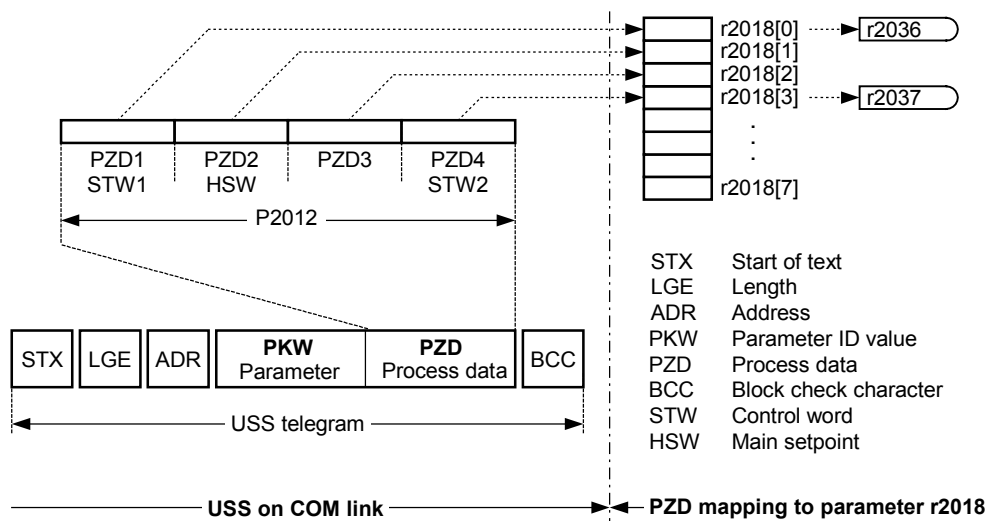 r2018[0]
r2036
r2018[1]
r2018[2]
r2018[3]
r2037
.
.
.
r2018[7]
PZD1
STW1
PZD2
HSW
PZD3
PZD4
STW2
P2012
STX
LGE
ADR
PKW
Parameter
PZD
Process data
BCC
USS telegram
STX Start of text
LGE Length
ADR Address
PKW Parameter ID value
PZD Process data
BCC Block check character
STW Control word
HSW Main setpoint
USS on COM link
PZD mapping to parameter r2018